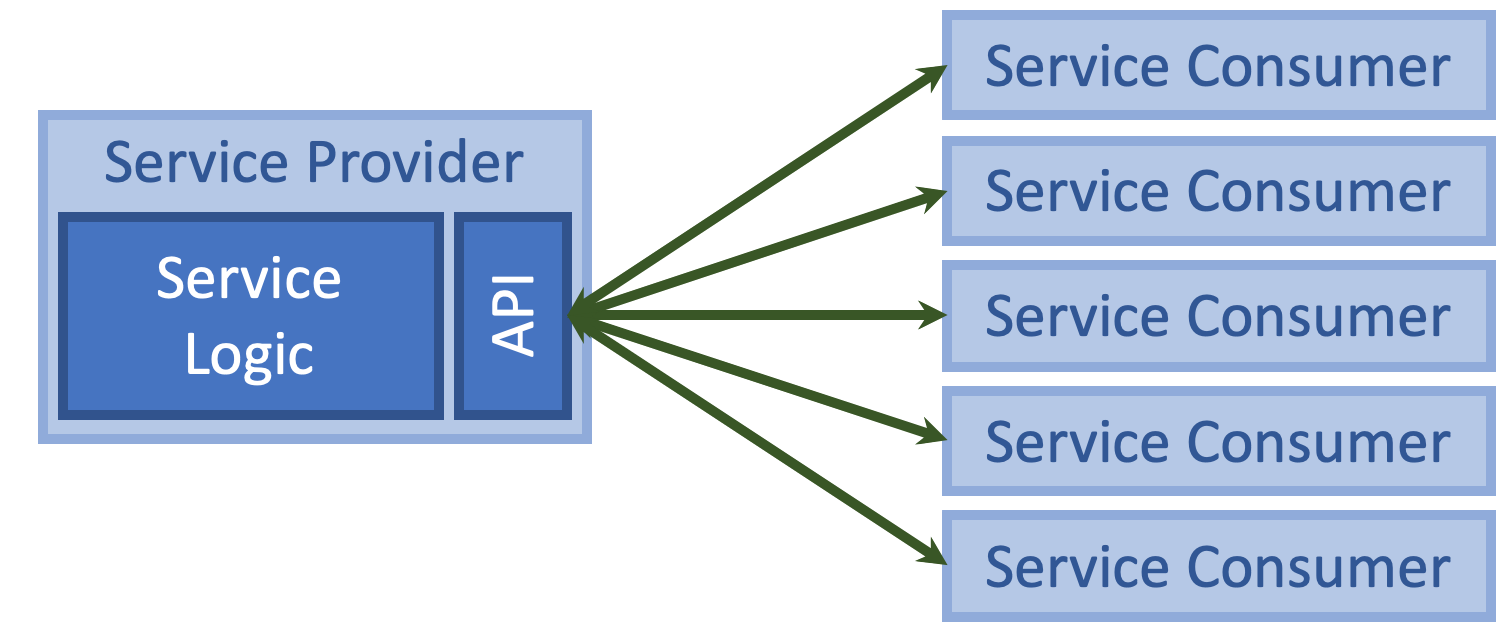 Service Provider
Service
Logic
API
Service Consumer
Service Consumer
Service Consumer
Service Consumer
Service Consumer